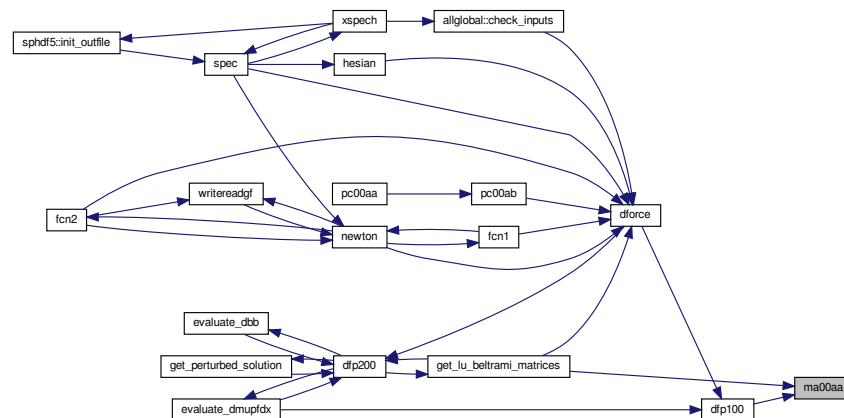 xspech
allglobal::check_inputs
sphdf5::init_outfile
spec
hesian
writereadgf
pc00aa
pc00ab
fcn2
dforce
newton
fcn1
evaluate_dbb
get_perturbed_solution
dfp200
get_lu_beltrami_matrices
ma00aa
evaluate_dmupfdx
dfp100